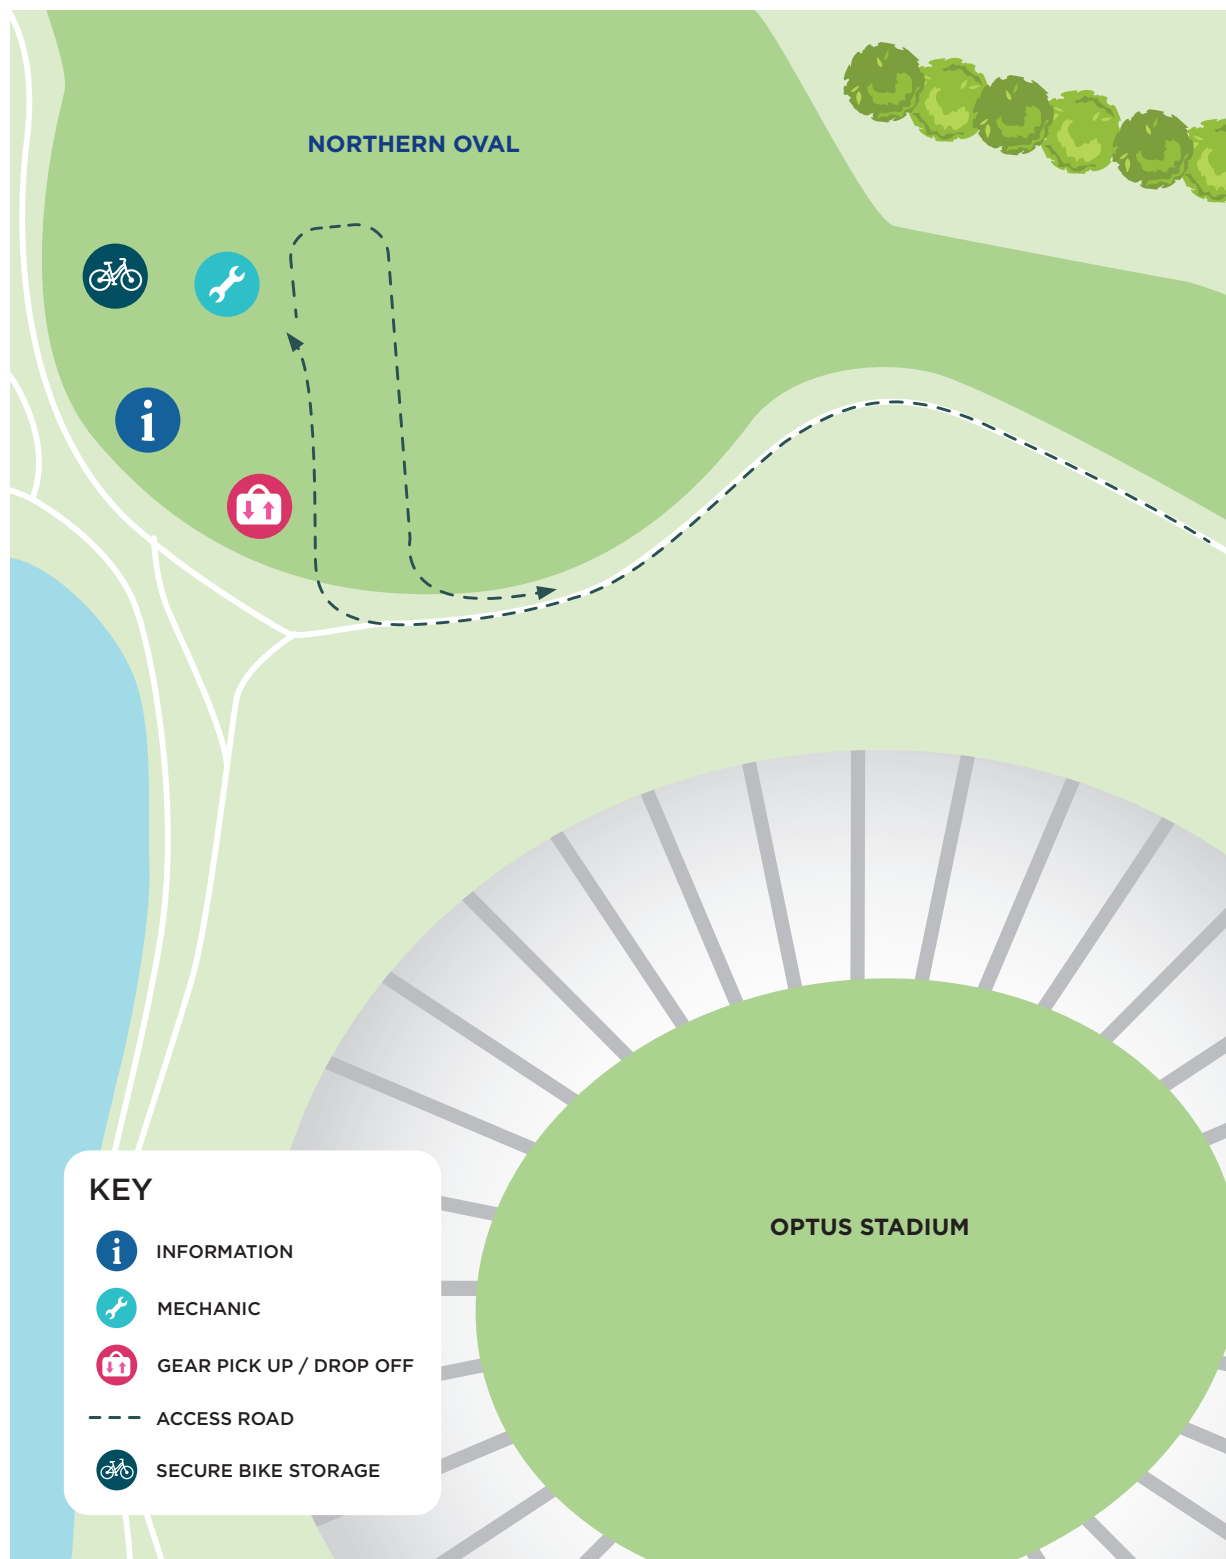 NORTHERN OVAL
OPTUS STADIUM
KEY
INFORMATION
MECHANIC
GEAR PICK UP / DROP OFF
ACCESS ROAD
SECURE BIKE STORAGE